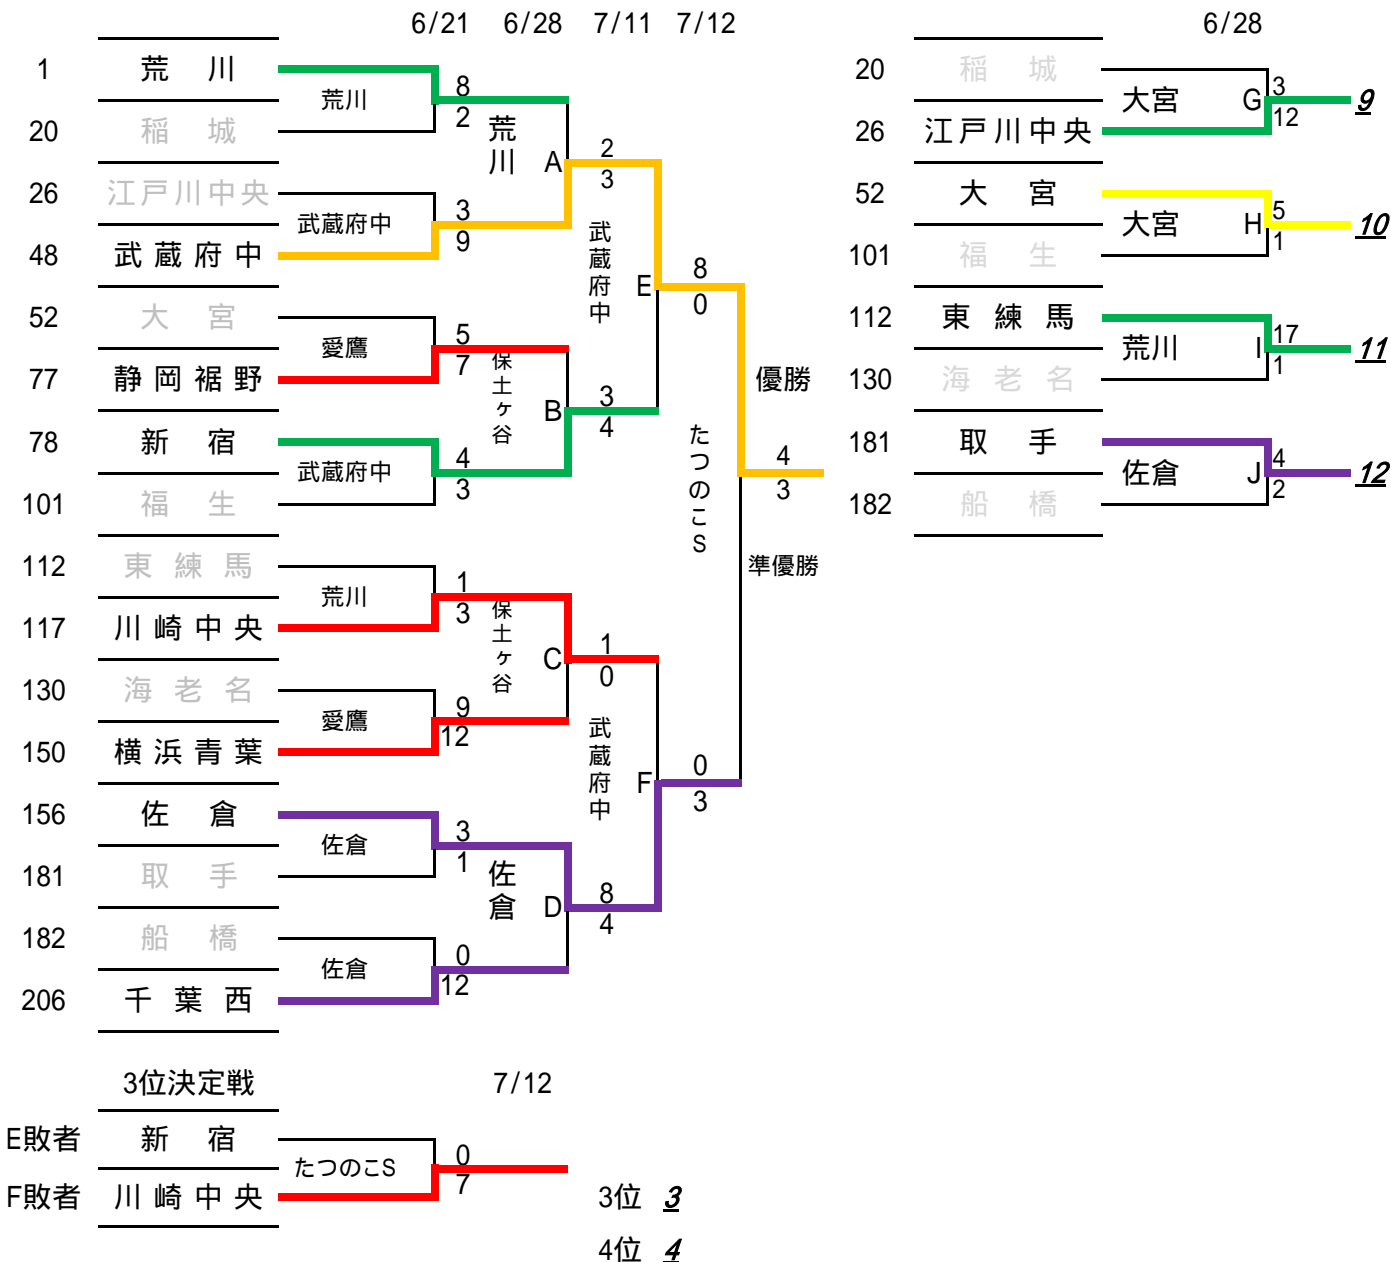 6/21 6/28 7/11 7/12
1 荒川
荒川
8
2
20 稲城
荒川
A
2
3
26 江戸川中央
武蔵府中
3
9
48 武蔵府中
武蔵府中
E
8
0
52 大宮
愛鷹
5
7
77 静岡裾野
保土ヶ谷
B
3
4
78 新宿
武蔵府中
4
3
101 福生
優勝
たつのこS
4
3
準優勝
112 東練馬
荒川
1
3
117 川崎中央
保土ヶ谷
C
1
0
130 海老名
愛鷹
9
12
150 横浜青葉
武蔵府中
F
0
3
156 佐倉
佐倉
3
1
181 取手
佐倉
D
8
4
182 船橋
佐倉
0
12
206 千葉西
3位決定戦 7/12
E敗者 新宿
たつのこS
0
7
F敗者 川崎中央
3位 3
4位 4
6/28
20 稲城
大宮 G
3
12
9
26 江戸川中央
52 大宮
大宮 H
5
1
10
101 福生
112 東練馬
荒川 I
17
1
11
130 海老名
181 取手
佐倉 J
4
2
12
182 船橋